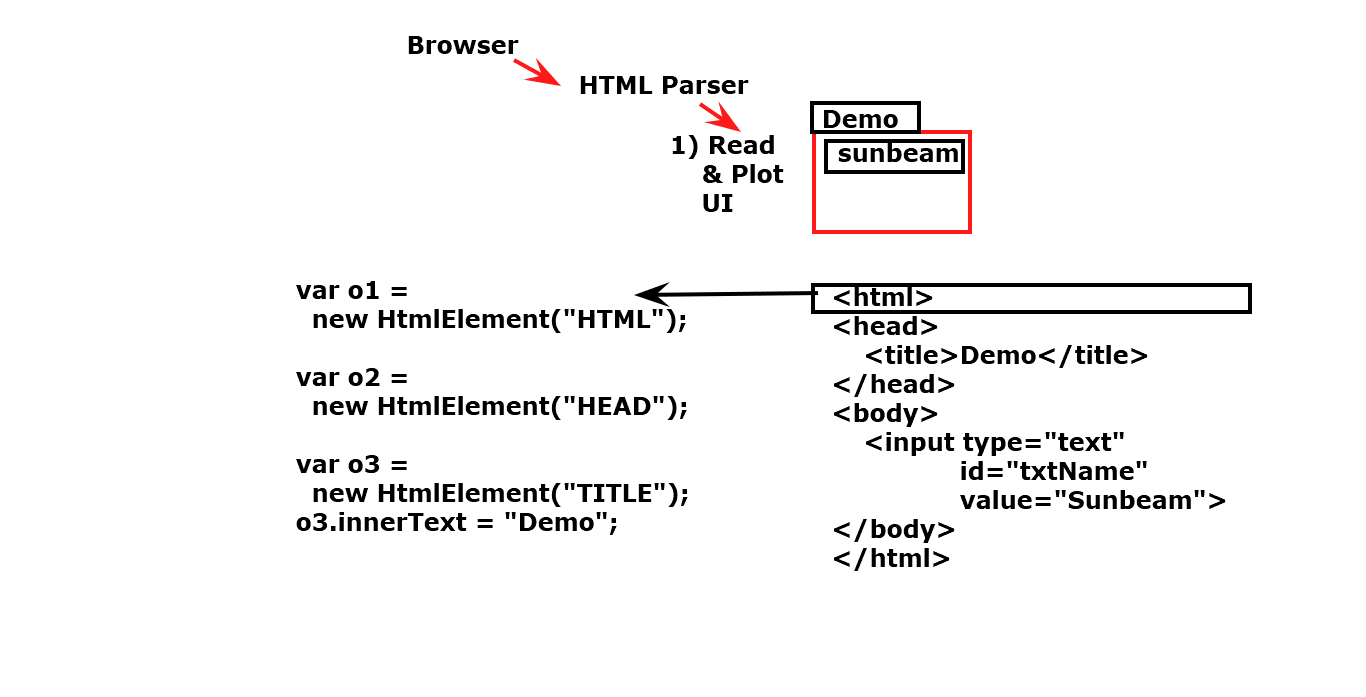 Browser
HTML Parser
1) Read
& Plot
UI
Demo
sunbeam
var o1 =
new HtmlElement("HTML");
var o2 =
new HtmlElement("HEAD");
var o3 =
new HtmlElement("TITLE");
o3.innerText = "Demo";
<html>
<head>
<title>Demo</title>
</head>
<body>
<input type="text"
id="txtName"
value="Sunbeam">
</body>
</html>